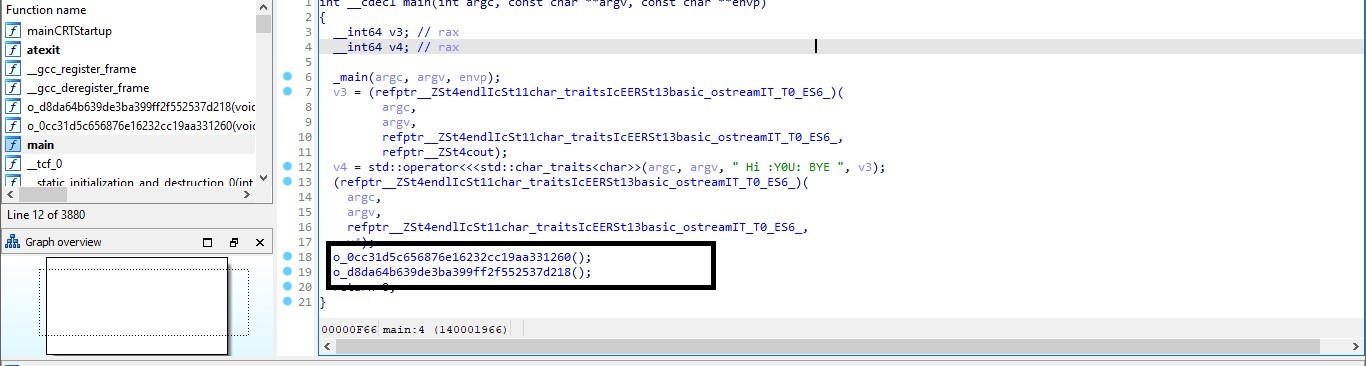 Function name
mainCRTStartup
atexit
__gcc_register_frame
__gcc_deregister_frame
o_d8da64b639de3ba399ff2f552537d218(voic
o_0cc31d5c656876e16232cc19aa331260(voic
main
__tcf_0
__static_initialization_and_destruction_0(int
Line 12 of 3880
Graph overview
1 int __cdecl main(int argc, const char **argv, const char **envp)
2 {
3 __int64 v3; // rax
4 __int64 v4; // rax
5
6 _main(argc, argv, envp);
7 v3 = (refptr__ZSt4endlIcSt11char_traitsIcEERSt13basic_ostreamIT_T0_ES6_)(
8 argc,
9 argv,
10 refptr__ZSt4endlIcSt11char_traitsIcEERSt13basic_ostreamIT_T0_ES6_,
11 refptr__ZSt4cout);
12 v4 = std::operator<<<std::char_traits<char>>(argc, argv, " Hi :Y0U: BYE ", v3);
13 (refptr__ZSt4endlIcSt11char_traitsIcEERSt13basic_ostreamIT_T0_ES6_)(
14 argc,
15 argv,
16 refptr__ZSt4endlIcSt11char_traitsIcEERSt13basic_ostreamIT_T0_ES6_,
17 v4);
18 o_0cc31d5c656876e16232cc19aa331260();
19 o_d8da64b639de3ba399ff2f552537d218();
20 return 0;
21 }
00000F66 main:4 (140001966)